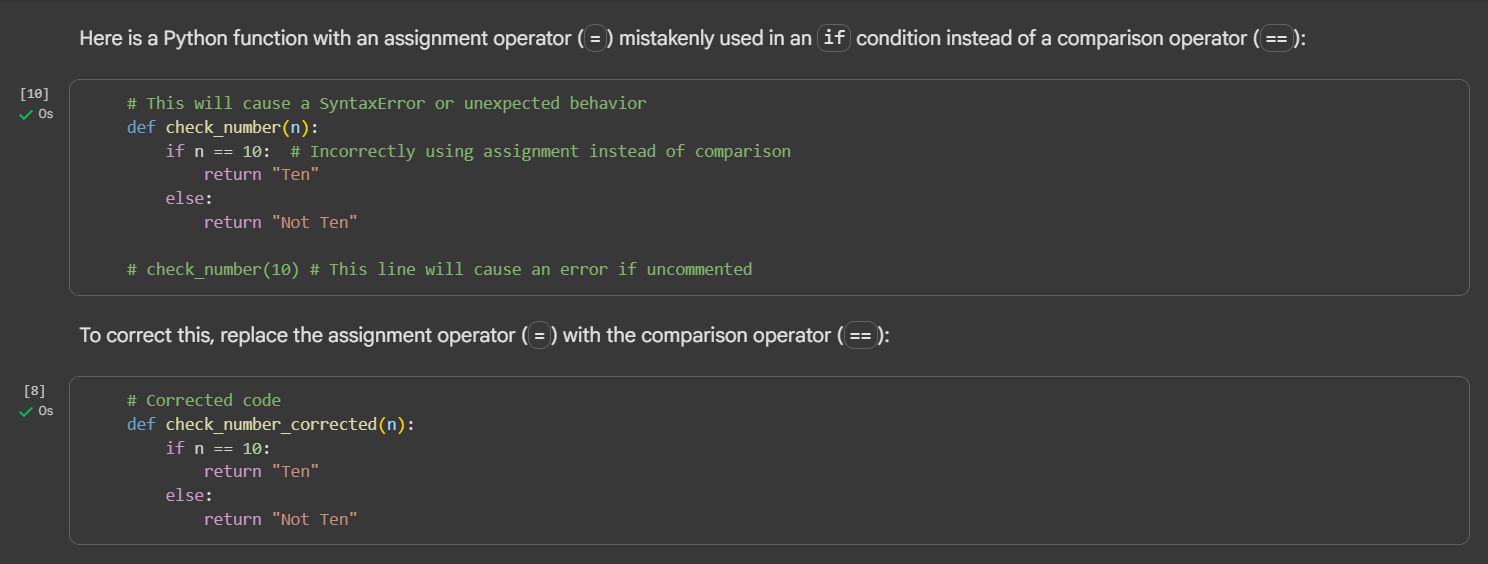 Here is a Python function with an assignment operator (=) mistakenly used in an if condition instead of a comparison operator (==):
[10]
0s
# This will cause a SyntaxError or unexpected behavior
def check_number(n):
    if n == 10:  # Incorrectly using assignment instead of comparison
        return "Ten"
    else:
        return "Not Ten"
# check_number(10) # This line will cause an error if uncommented
To correct this, replace the assignment operator (=) with the comparison operator (==):
[8]
0s
# Corrected code
def check_number_corrected(n):
    if n == 10:
        return "Ten"
    else:
        return "Not Ten"